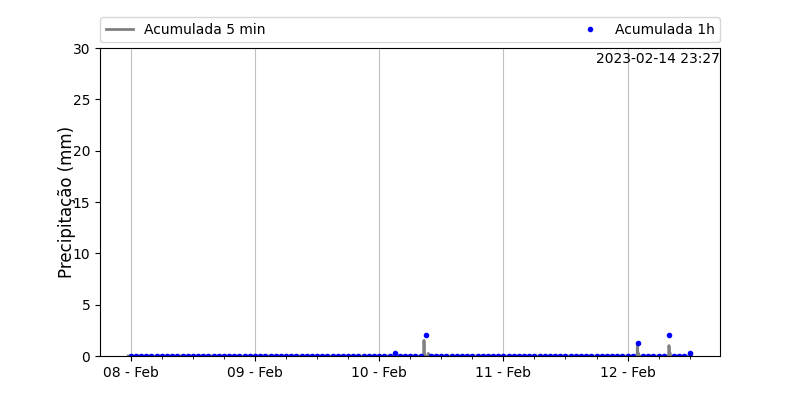 Acumulada 5 min
Acumulada 1h
2023-02-14 23:27
Precipitação (mm)
30
25
20
15
10
5
0
08 - Feb
09 - Feb
10 - Feb
11 - Feb
12 - Feb